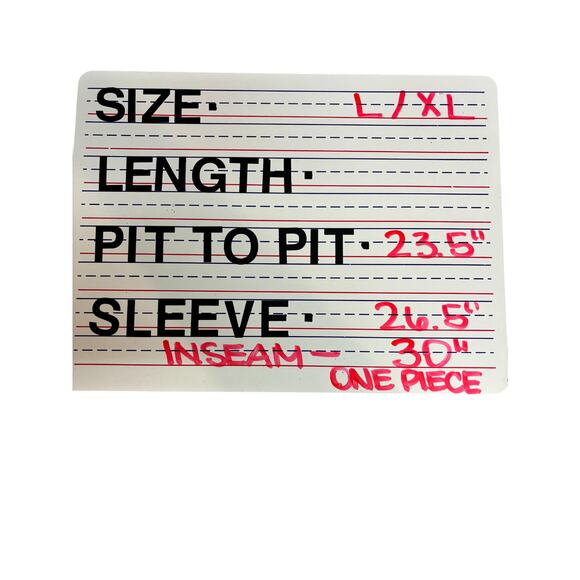 SIZE· L/XL
LENGTH·
PIT TO PIT· 23.5"
SLEEVE· 26.5"
INSEAM— 30"
ONE PIECE